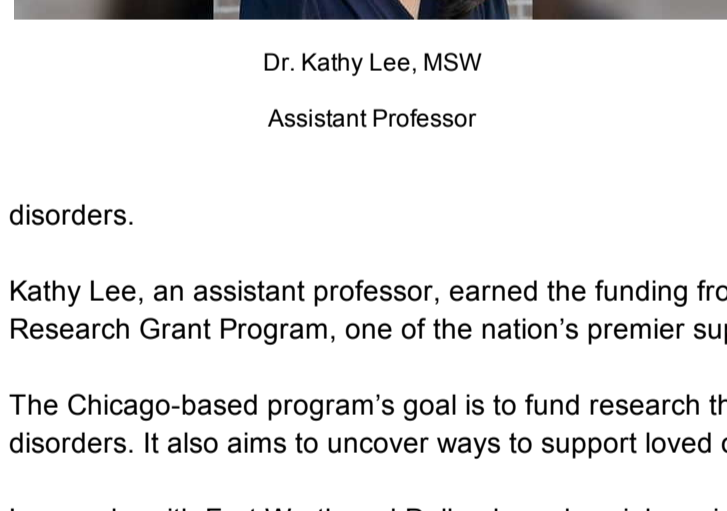 Dr. Kathy Lee, MSW
Assistant Professor
disorders.
Kathy Lee, an assistant professor, earned the funding
Research Grant Program, one of the nation's premier
The Chicago-based program's goal is to fund research
disorders. It also aims to uncover ways to support loved